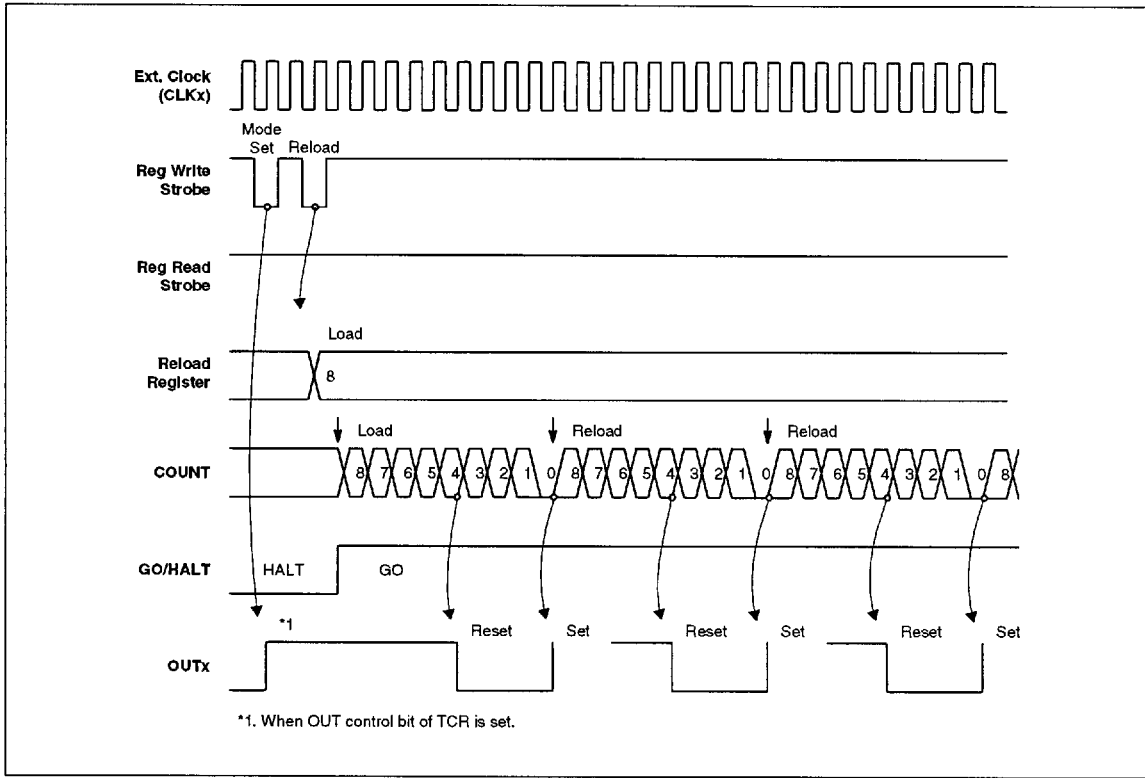 Ext. Clock
(CLKx)
Mode
Set Reload
Reg Write
Strobe
Reg Read
Strobe
Load
Reload
Register
8
Load Reload Reload
COUNT
8 7 6 5 4 3 2 1 0 8 7 6 5 4 3 2 1 0 8 7 6 5 4 3 2 1 0 8
GO/HALT
HALT GO
*1
Reset Set Reset Set Reset Set
OUTx
*1. When OUT control bit of TCR is set.